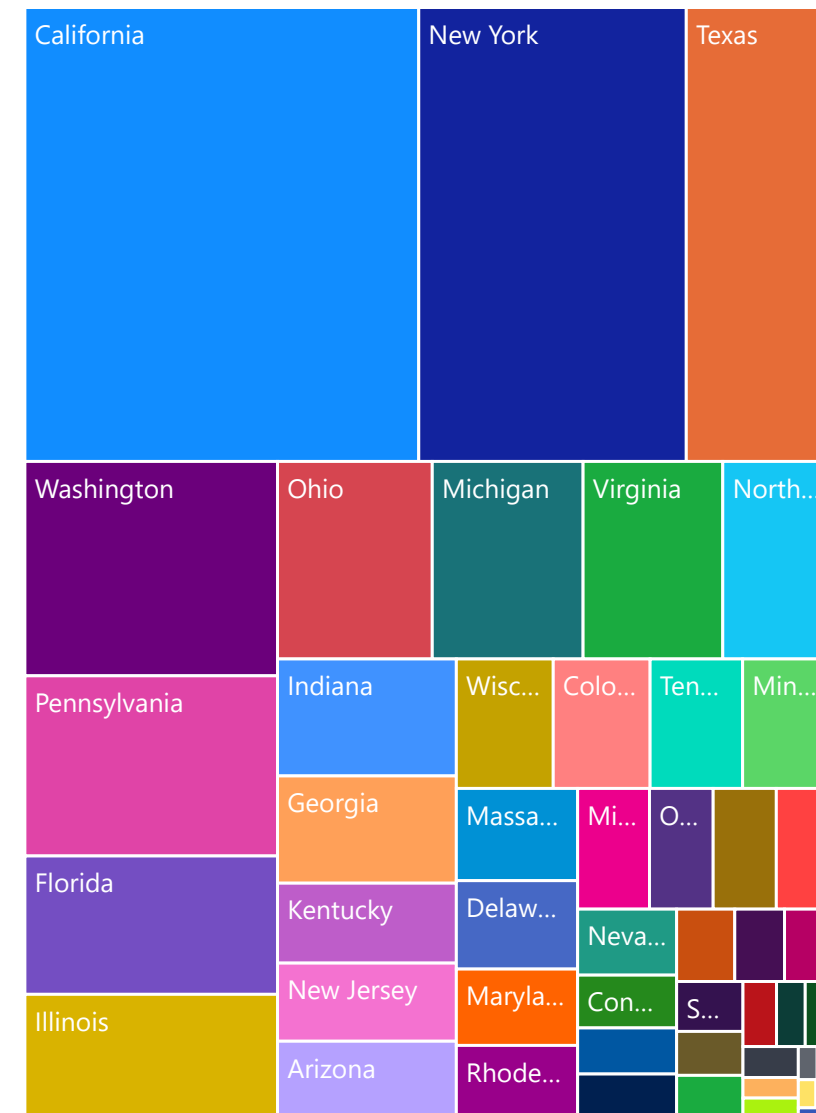 California
New York
Texas
Washington
Ohio
Michigan
Virginia
North...
Pennsylvania
Indiana
Wisc...
Colo...
Ten...
Min...
Georgia
Massa...
Mi...
O...
Florida
Kentucky
Delaw...
Neva...
New Jersey
Maryla...
Con...
S...
Illinois
Arizona
Rhode...